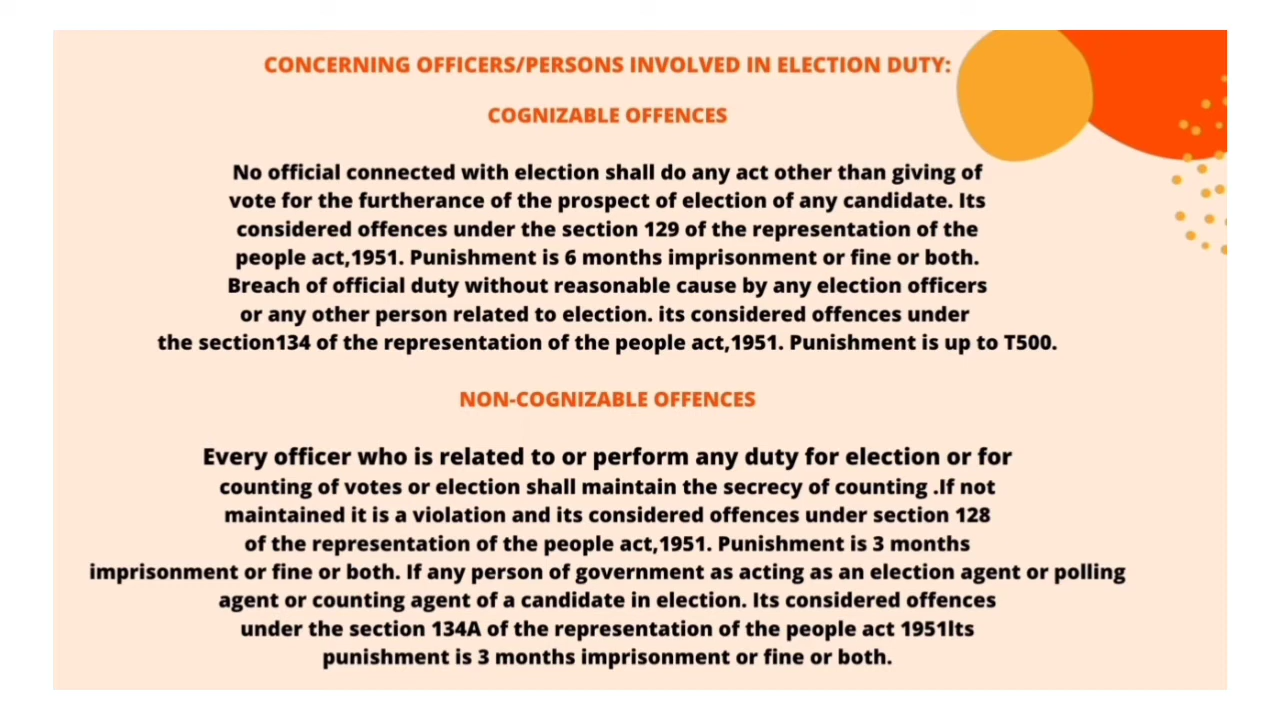 CONCERNING OFFICERS/PERSONS INVOLVED IN ELECTION DUTY:
COGNIZABLE OFFENCES
No official connected with election shall do any act other than giving of
vote for the furtherance of the prospect of election of any candidate. Its
considered offences under the section 129 of the representation of the
people act,1951. Punishment is 6 months imprisonment or fine or both.
Breach of official duty without reasonable cause by any election officers
or any other person related to election. its considered offences under
the section134 of the representation of the people act,1951. Punishment is up to T500.
NON-COGNIZABLE OFFENCES
Every officer who is related to or perform any duty for election or for
counting of votes or election shall maintain the secrecy of counting .If not
maintained it is a violation and its considered offences under section 128
of the representation of the people act,1951. Punishment is 3 months
imprisonment or fine or both. If any person of government as acting as an election agent or polling
agent or counting agent of a candidate in election. Its considered offences
under the section 134A of the representation of the people act 1951Its
punishment is 3 months imprisonment or fine or both.